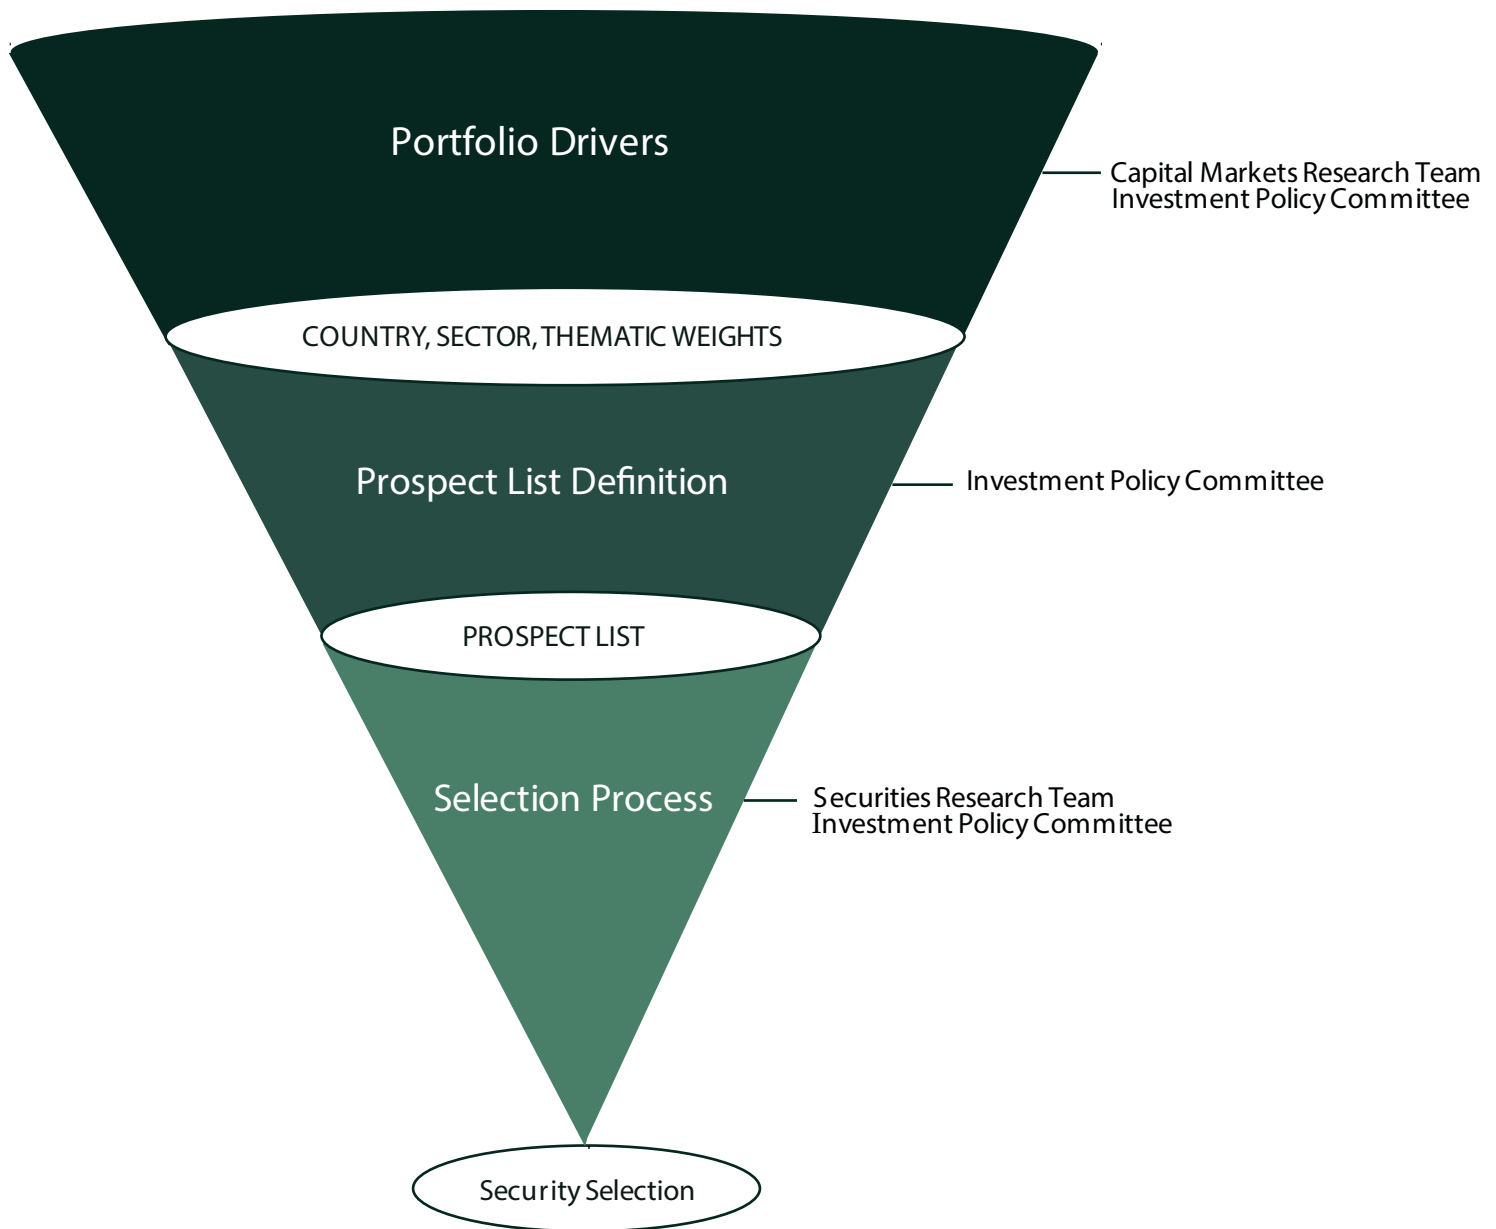 Portfolio Drivers
Capital Markets Research Team
Investment Policy Committee
COUNTRY, SECTOR, THEMATIC WEIGHTS
Prospect List Definition
Investment Policy Committee
PROSPECT LIST
Selection Process
Securities Research Team
Investment Policy Committee
Security Selection